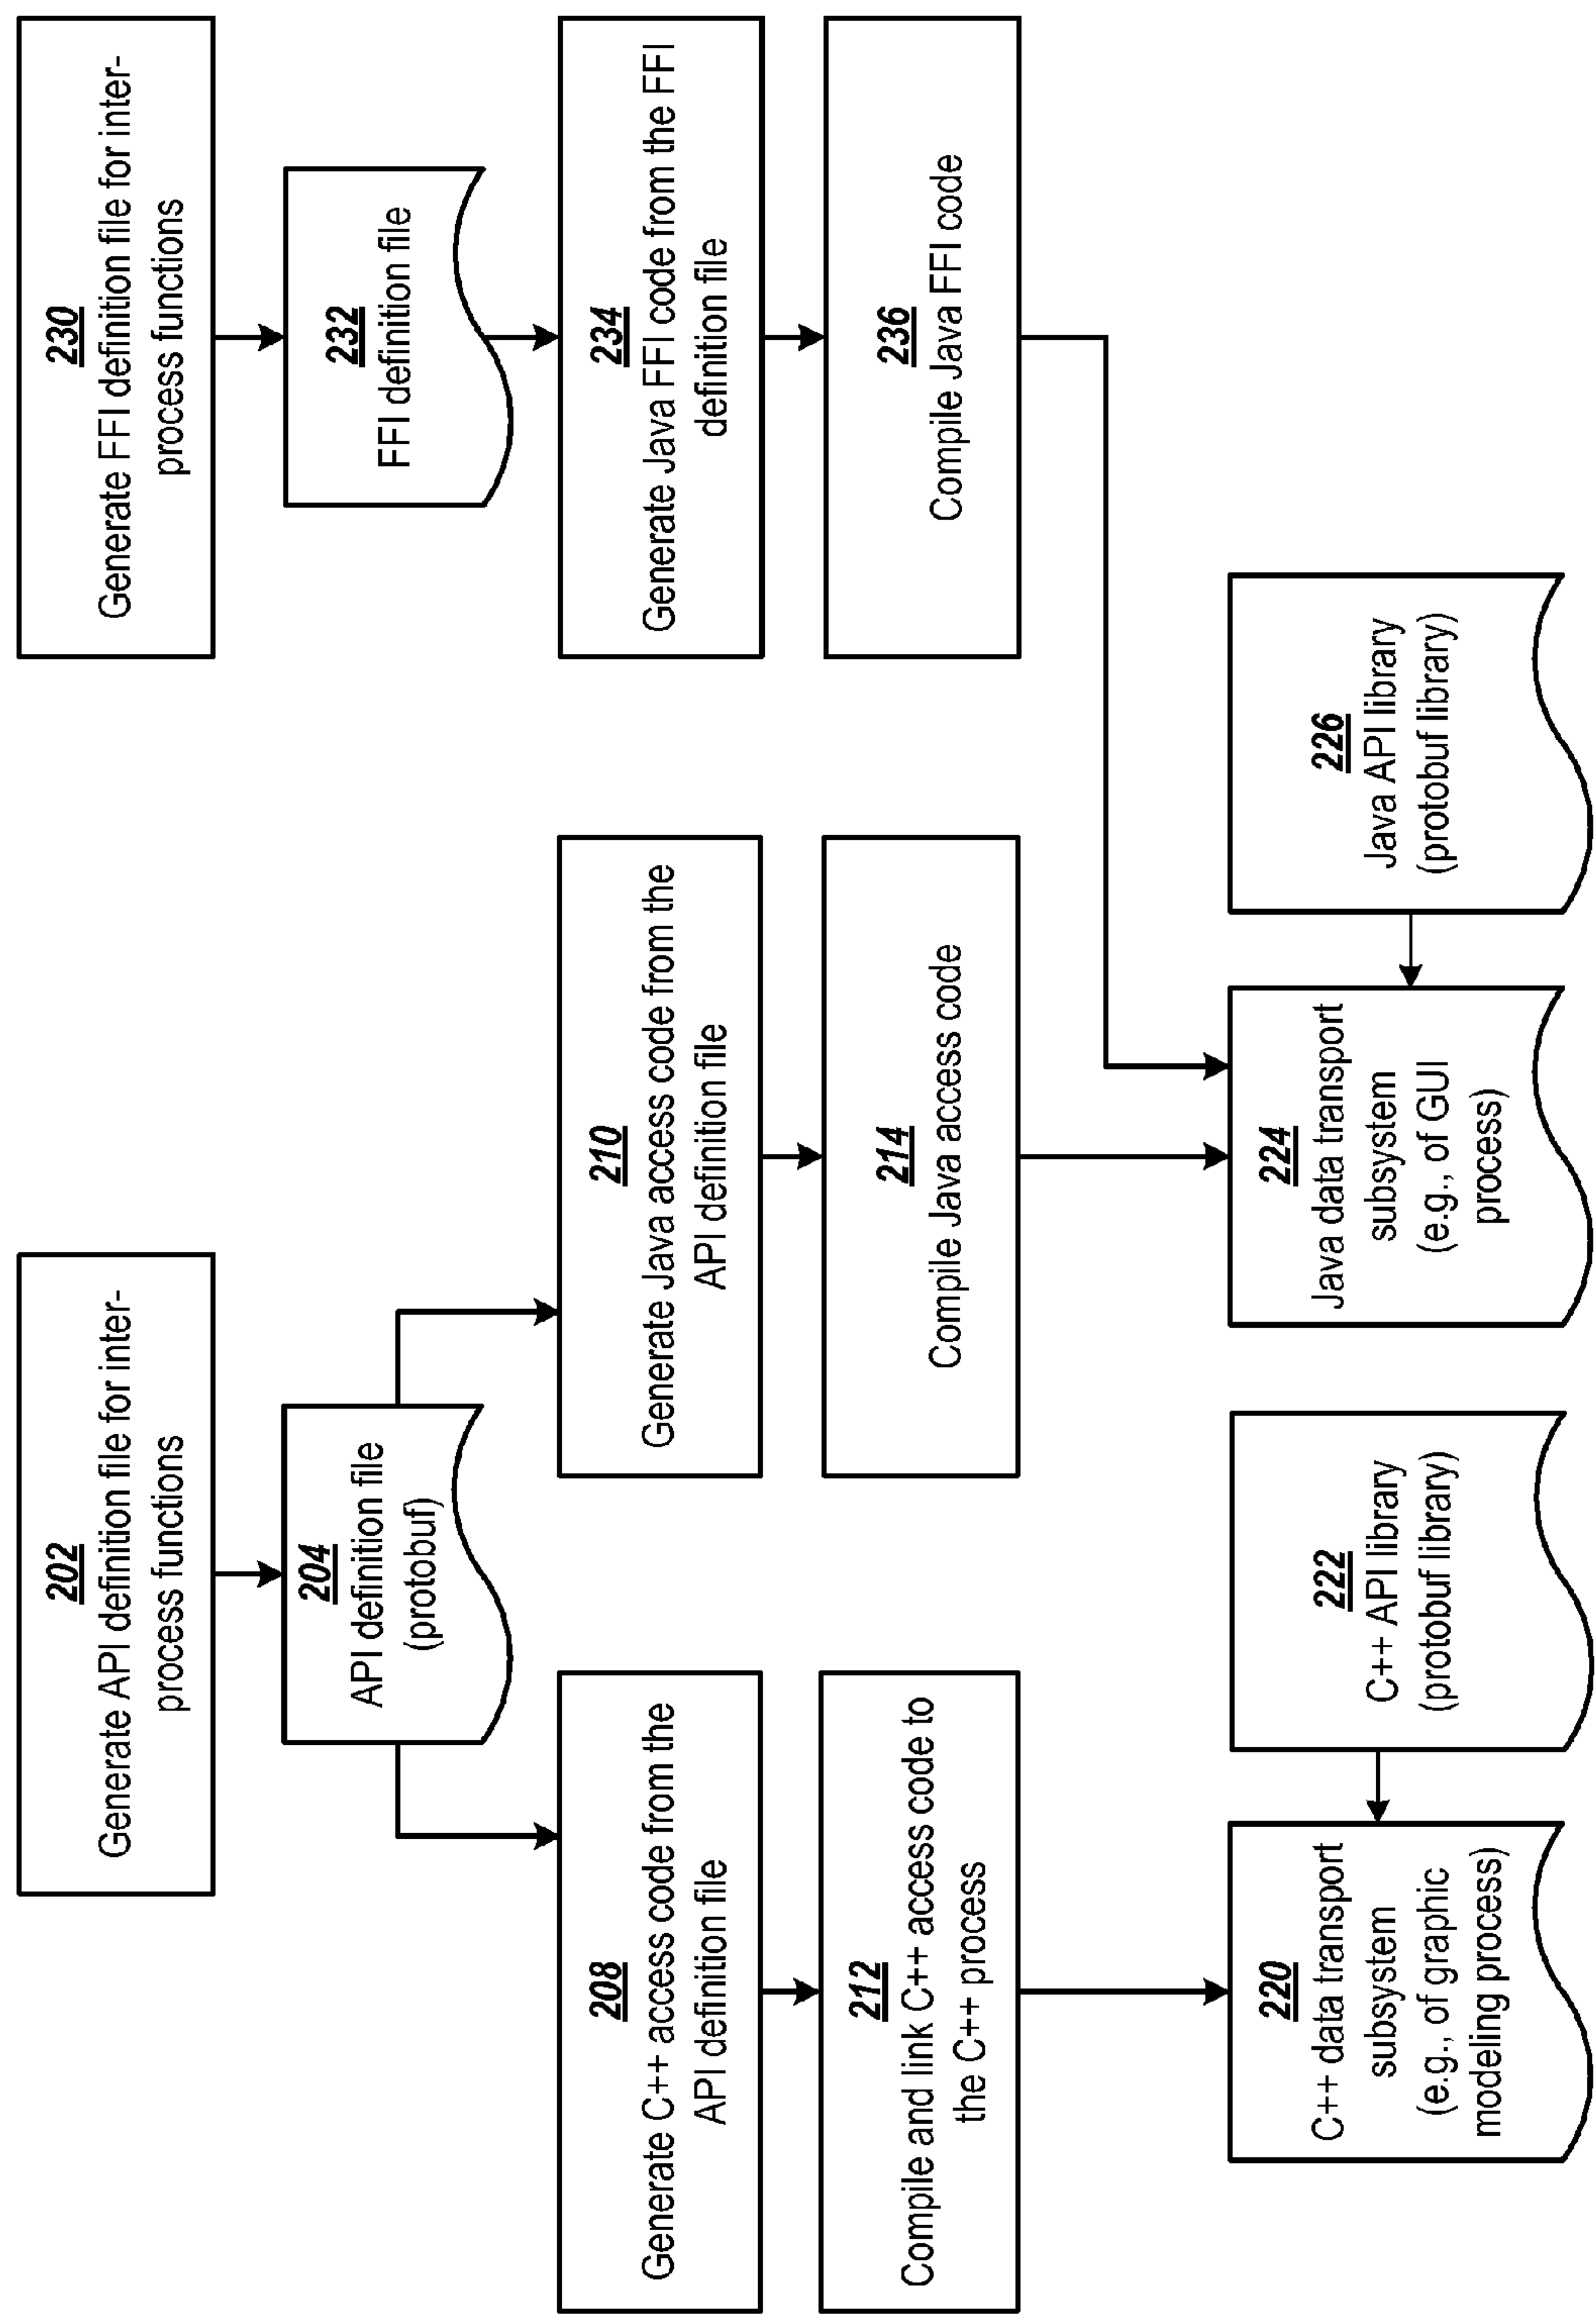 202
Generate API definition file for inter-
process functions
204
API definition file
(protobuf)
208
Generate C++ access code from the
API definition file
210
Generate Java access code from the
API definition file
212
Compile and link C++ access code to
the C++ process
214
Compile Java access code
220
C++ data transport
subsystem
(e.g., of graphic
modeling process)
222
C++ API library
(protobuf library)
224
Java data transport
subsystem
(e.g., of GUI
process)
226
Java API library
(protobuf library)
230
Generate FFI definition file for inter-
process functions
232
FFI definition file
234
Generate Java FFI code from the FFI
definition file
236
Compile Java FFI code